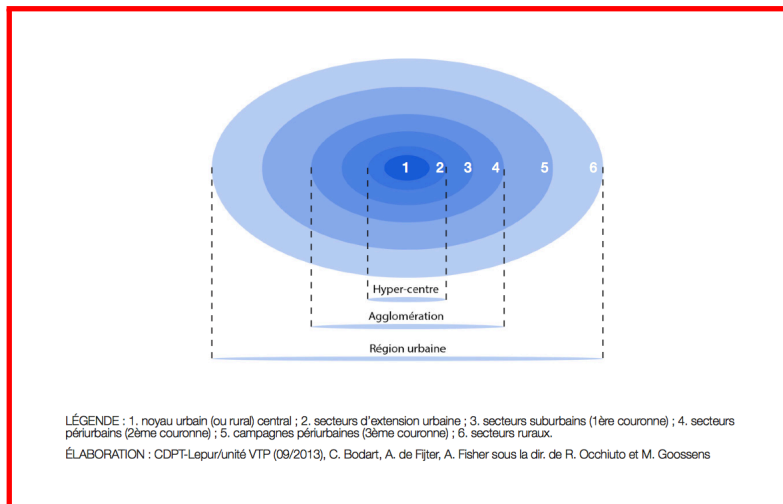 1 2 3 4 5 6
Hyper-centre
Agglomération
Région urbaine
LÉGENDE : 1. noyau urbain (ou rural) central ; 2. secteurs d'extension urbaine ; 3. secteurs suburbains (1ère couronne) ; 4. secteurs
périurbains (2ème couronne) ; 5. campagnes périurbaines (3ème couronne) ; 6. secteurs ruraux.
ÉLABORATION : CDPT-Lepur/unité VTP (09/2013), C. Bodart, A. de Fijter, A. Fisher sous la dir. de R. Occhiuto et M. Goossens